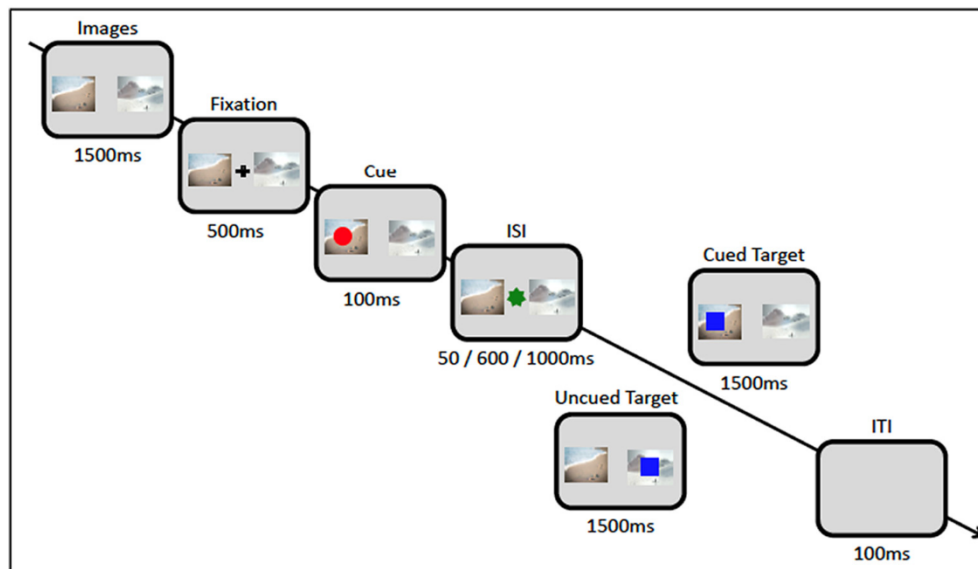 Images
1500ms
Fixation
500ms
Cue
100ms
ISI
50 / 600 / 1000ms
Cued Target
1500ms
Uncued Target
1500ms
ITI
100ms